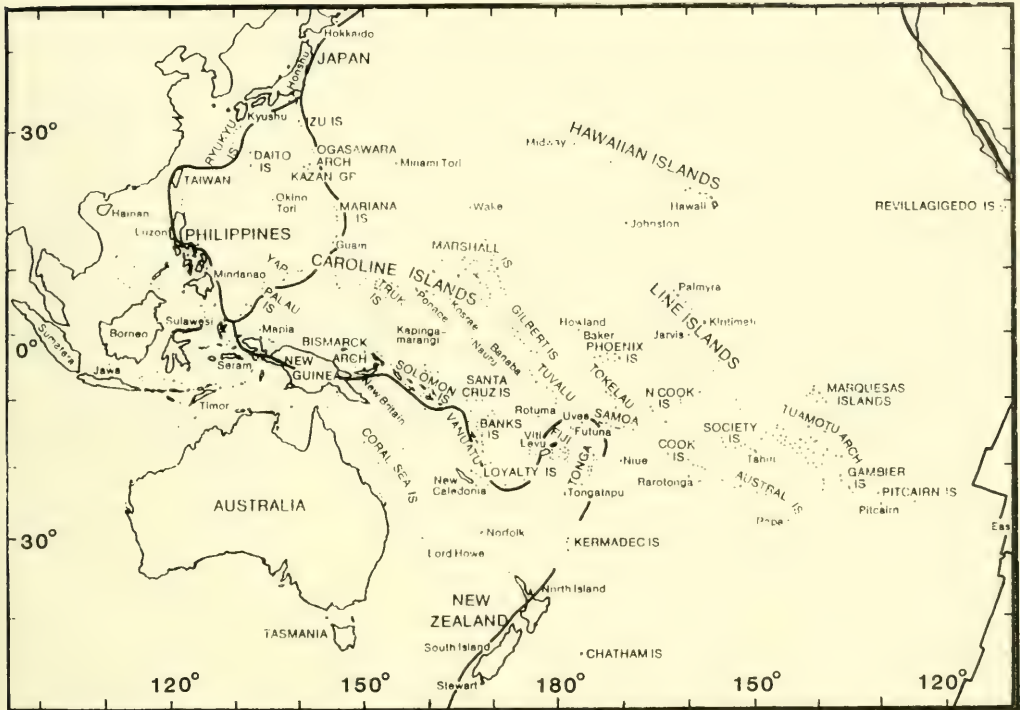 Hokkaido
JAPAN
Honshu
Kyushu
IZU IS
30°
RYUKYU
IS
DAITO
IS
OGASAWARA
ARCH
KAZAN GP
Minami Tori
Midway
HAWAIIAN ISLANDS
TAIWAN
Okino
Tori
MARIANA
IS
Wake
Hawaii
Johnston
REVILLAGIGEDO IS
Hainan
Luzon
PHILIPPINES
Guam
MARSHALL
IS
Mindanao
YAP
CAROLINE ISLANDS
PALAU
IS
TRUK
IS
Ponape
Kosrae
Palmyra
LINE ISLANDS
Kiritimati
Jarvis
GILBERT IS
Howland
Baker
PHOENIX
IS
Borneo
Sulawesi
Mapia
Kapinga-
marangi
Nauru
Banaba
Sumatera
0°
BISMARCK
ARCH
NEW
GUINEA
Seram
Jawa
Timor
New Britain
SOLOMON
IS
SANTA
CRUZ IS
TUVALU
TOKELAU
N COOK
IS
MARQUESAS
ISLANDS
Rotuma
Uvea
SAMOA
BANKS
IS
VANUATU
Viti
Levu
FIJI
Futuna
SOCIETY
IS
TUAMOTU ARCH
CORAL SEA IS
LOYALTY IS
TONGA
Niue
COOK
IS
Tahiti
GAMBIER
IS
New
Caledonia
Tongatapu
Rarotonga
AUSTRAL IS
PITCAIRN IS
Pitcairn
Rapa
AUSTRALIA
30°
Norfolk
Lord Howe
KERMADEC IS
Eas
North Island
NEW
ZEALAND
TASMANIA
South Island
CHATHAM IS
Stewart
120°
150°
180°
150°
120°